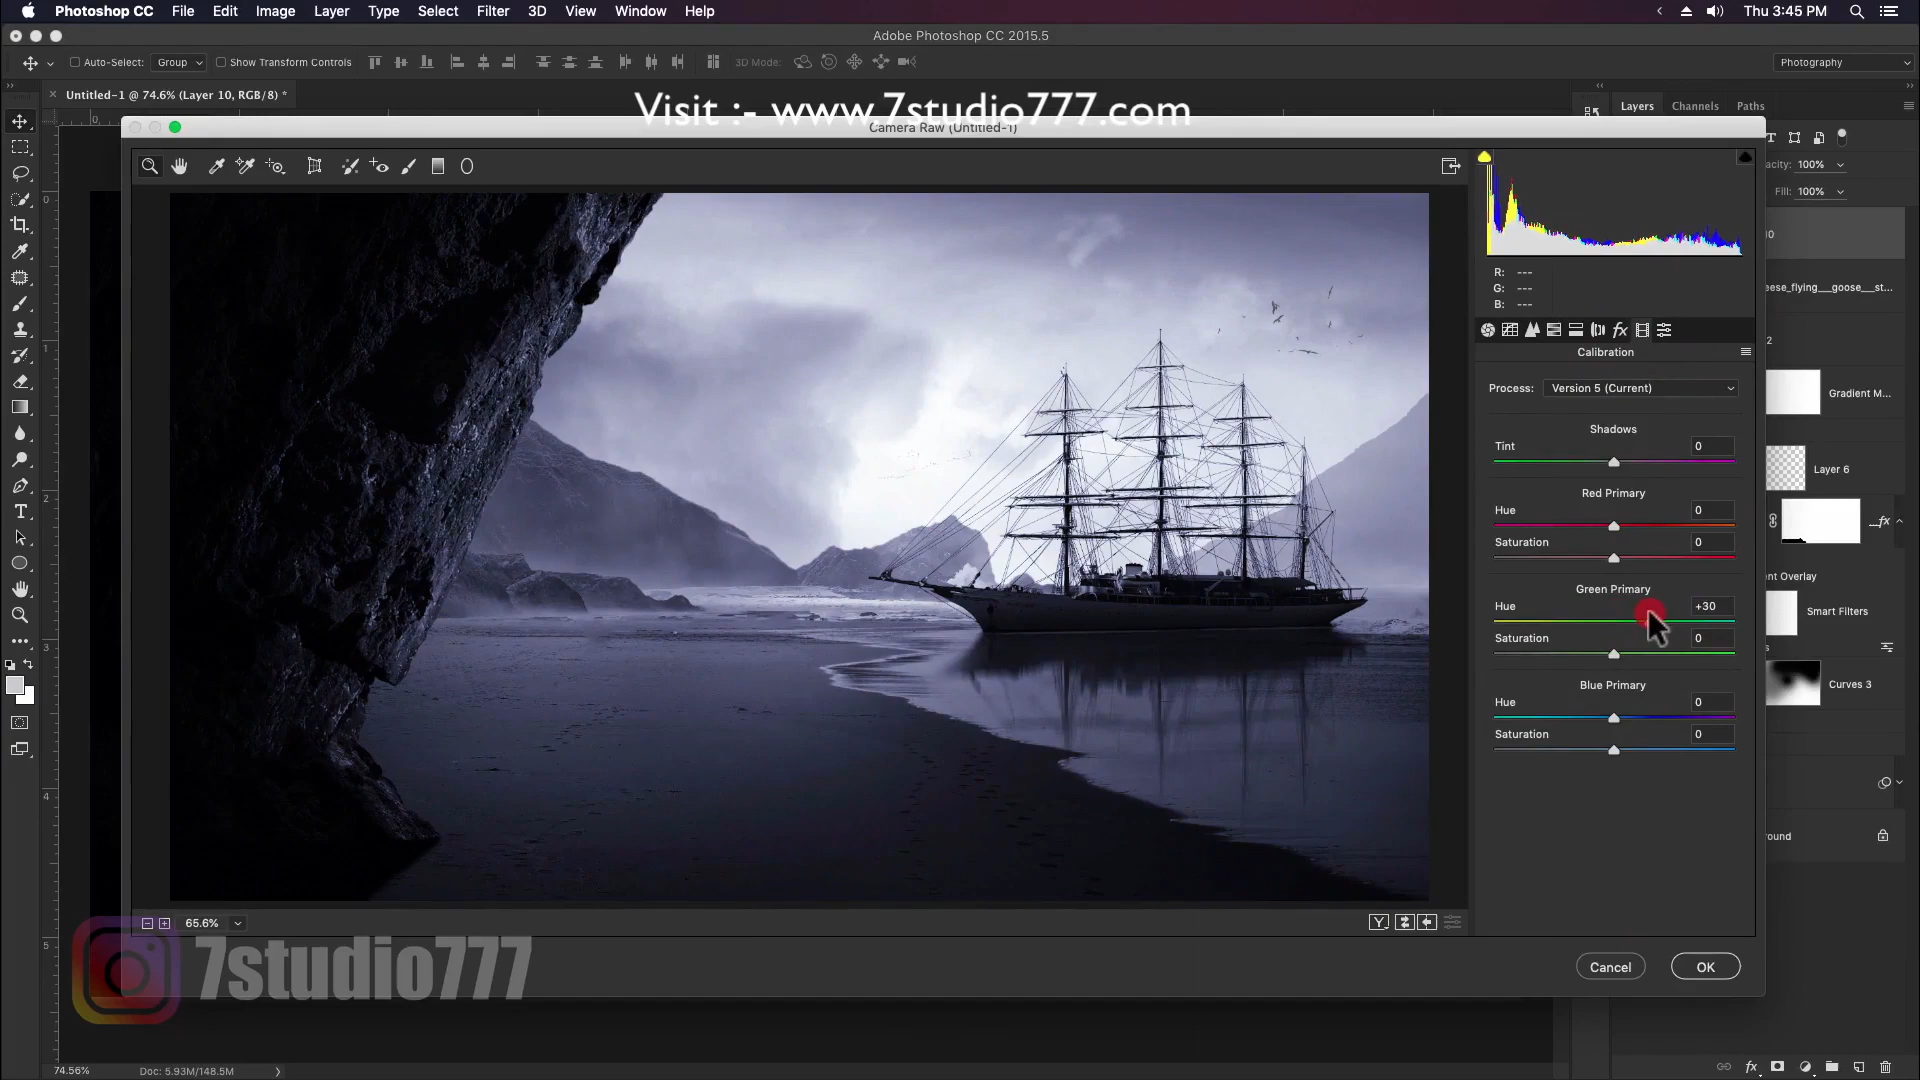 Photoshop CC File Edit Image Layer Type Select Filter 3D View Window Help Thu 3:45 PM
Adobe Photoshop CC 2015.5
Auto-Select: Group Show Transform Controls 3D Mode: Photography
Untitled-1 @ 74.6% (Layer 10, RGB/8) *
Visit :- www.7studio777.com
Camera Raw (Untitled-1)
Layers Channels Paths
acity: 100%
Fill: 100%
R: ---
G: ---
B: ---
Calibration
Process: Version 5 (Current)
Shadows
Tint 0
Red Primary
Hue 0
Saturation 0
Green Primary
Hue +30
Saturation 0
Blue Primary
Hue 0
Saturation 0
eese_flying__goose__st...
2
Gradient M...
Layer 6
fx
nt Overlay
Smart Filters
Curves 3
round
65.6%
Cancel OK
7studio777
74.56% Doc: 5.93M/148.5M